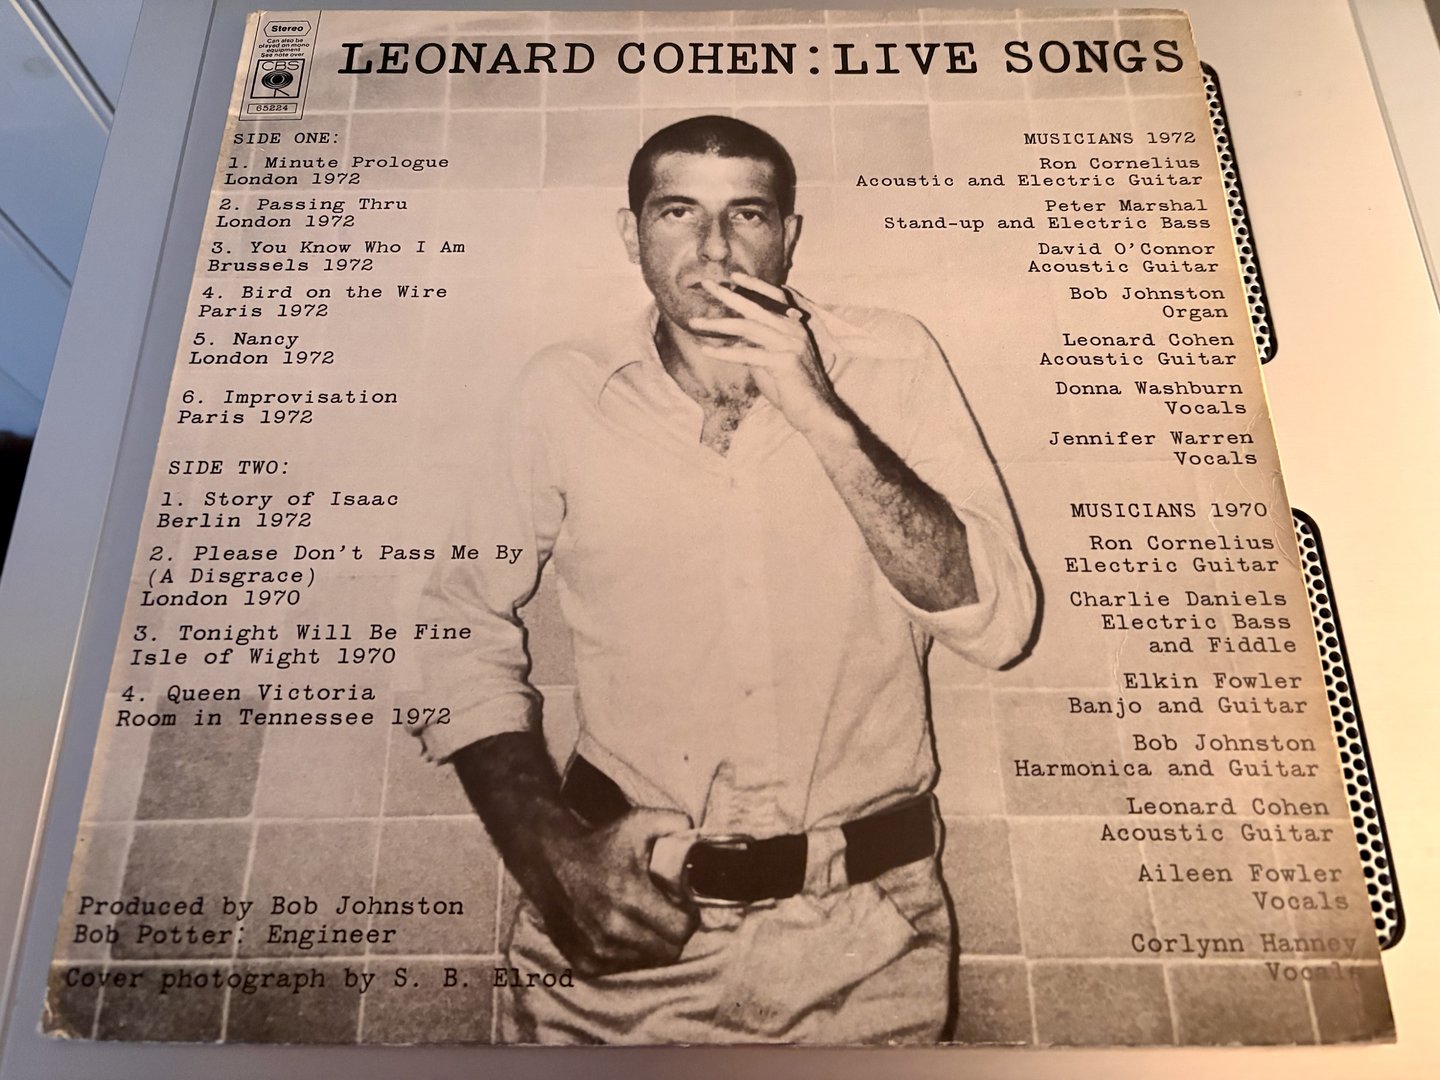 Stereo
Can also be
played on mono
equipment
See note over
CBS
65224
LEONARD COHEN: LIVE SONGS
SIDE ONE:
1. Minute Prologue
London 1972
2. Passing Thru
London 1972
3. You Know Who I Am
Brussels 1972
4. Bird on the Wire
Paris 1972
5. Nancy
London 1972
6. Improvisation
Paris 1972
SIDE TWO:
1. Story of Isaac
Berlin 1972
2. Please Don't Pass Me By
(A Disgrace)
London 1970
3. Tonight Will Be Fine
Isle of Wight 1970
4. Queen Victoria
Room in Tennessee 1972
Produced by Bob Johnston
Bob Potter: Engineer
Cover photograph by S. B. Elrod
MUSICIANS 1972
Ron Cornelius
Acoustic and Electric Guitar
Peter Marshal
Stand-up and Electric Bass
David O'Connor
Acoustic Guitar
Bob Johnston
Organ
Leonard Cohen
Acoustic Guitar
Donna Washburn
Vocals
Jennifer Warren
Vocals
MUSICIANS 1970
Ron Cornelius
Electric Guitar
Charlie Daniels
Electric Bass
and Fiddle
Elkin Fowler
Banjo and Guitar
Bob Johnston
Harmonica and Guitar
Leonard Cohen
Acoustic Guitar
Aileen Fowler
Vocals
Corlynn Hanney
Vocals